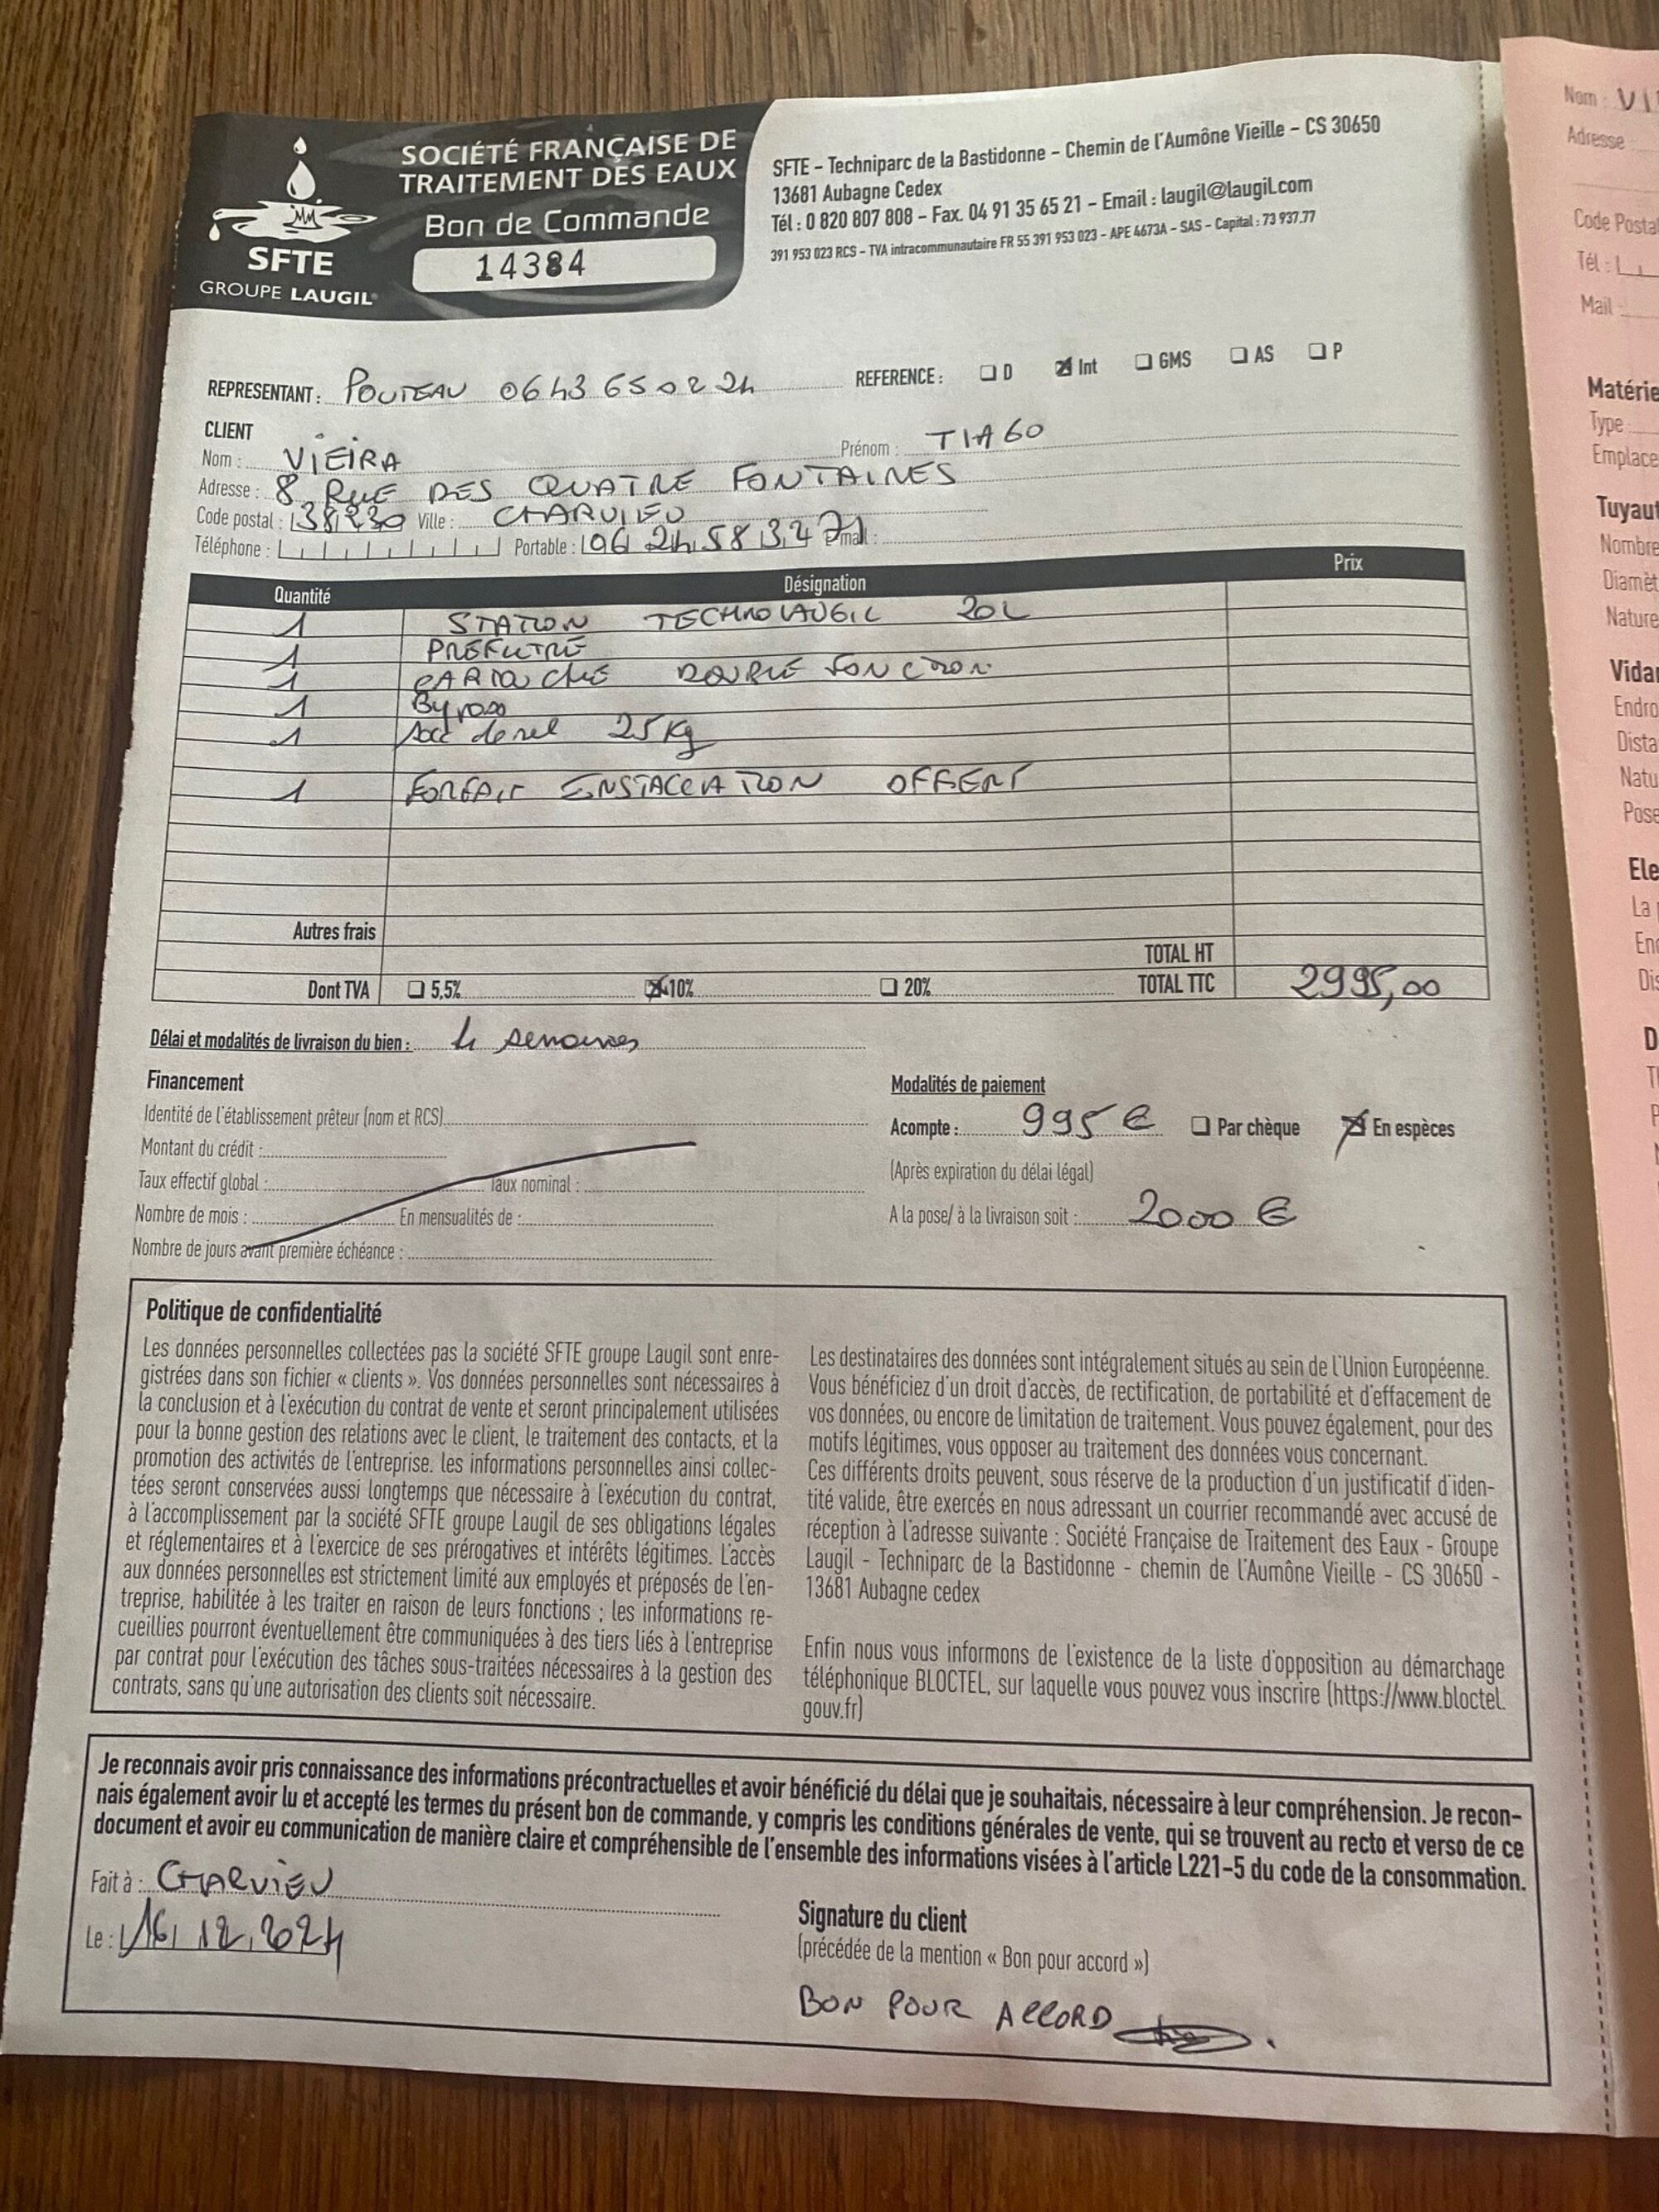 SOCIÉTÉ FRANÇAISE DE
TRAITEMENT DES EAUX
Bon de Commande
14384
SFTE
GROUPE LAUGIL
SFTE – Techniparc de la Bastidonne – Chemin de l'Aumône Vieille – CS 30650
13681 Aubagne Cedex
Tél : 0 820 807 808 – Fax. 04 91 35 65 21 – Email : laugil@laugil.com
391 953 023 RCS – TVA intracommunautaire FR 55 391 953 023 – APE 4673A – SAS – Capital : 73 937.77
REPRESENTANT : POUTEAU 06 43 65 02 24 REFERENCE : D Int GMS AS P
CLIENT
Nom : VIEIRA Prénom : TIAGO
Adresse : 8 RUE DES QUATRE FONTAINES
Code postal : 38230 Ville : CHARVIEU
Téléphone : Portable : 06 24 58 34 71 Email :
Quantité Désignation Prix
1 STATION TECHNOLAUGIL 20L
1 PREFILTRE
1 CARTOUCHE DOUBLE FONCTION
1 Bypass
1 Sac de sel 25 Kg
1 FORFAIT INSTALLATION OFFERT
Autres frais
TOTAL HT
Dont TVA 5,5% 10% 20% TOTAL TTC 2995,00
Délai et modalités de livraison du bien : 4 semaines
Financement
Identité de l'établissement prêteur (nom et RCS)
Montant du crédit :
Taux effectif global : Taux nominal :
Nombre de mois : En mensualités de :
Nombre de jours avant première échéance :
Modalités de paiement
Acompte : 995 € Par chèque En espèces
(Après expiration du délai légal)
A la pose/ à la livraison soit : 2000 €
Politique de confidentialité
Les données personnelles collectées pas la société SFTE groupe Laugil sont enre-
gistrées dans son fichier « clients ». Vos données personnelles sont nécessaires à
la conclusion et à l'exécution du contrat de vente et seront principalement utilisées
pour la bonne gestion des relations avec le client, le traitement des contacts, et la
promotion des activités de l'entreprise. les informations personnelles ainsi collec-
tées seront conservées aussi longtemps que nécessaire à l'exécution du contrat,
à l'accomplissement par la société SFTE groupe Laugil de ses obligations légales
et réglementaires et à l'exercice de ses prérogatives et intérêts légitimes. L'accès
aux données personnelles est strictement limité aux employés et préposés de l'en-
treprise, habilitée à les traiter en raison de leurs fonctions ; les informations re-
cueillies pourront éventuellement être communiquées à des tiers liés à l'entreprise
par contrat pour l'exécution des tâches sous-traitées nécessaires à la gestion des
contrats, sans qu'une autorisation des clients soit nécessaire.
Les destinataires des données sont intégralement situés au sein de l'Union Européenne.
Vous bénéficiez d'un droit d'accès, de rectification, de portabilité et d'effacement de
vos données, ou encore de limitation de traitement. Vous pouvez également, pour des
motifs légitimes, vous opposer au traitement des données vous concernant.
Ces différents droits peuvent, sous réserve de la production d'un justificatif d'iden-
tité valide, être exercés en nous adressant un courrier recommandé avec accusé de
réception à l'adresse suivante : Société Française de Traitement des Eaux - Groupe
Laugil - Techniparc de la Bastidonne - chemin de l'Aumône Vieille - CS 30650 -
13681 Aubagne cedex
Enfin nous vous informons de l'existence de la liste d'opposition au démarchage
téléphonique BLOCTEL, sur laquelle vous pouvez vous inscrire (https://www.bloctel.
gouv.fr)
Je reconnais avoir pris connaissance des informations précontractuelles et avoir bénéficié du délai que je souhaitais, nécessaire à leur compréhension. Je recon-
nais également avoir lu et accepté les termes du présent bon de commande, y compris les conditions générales de vente, qui se trouvent au recto et verso de ce
document et avoir eu communication de manière claire et compréhensible de l'ensemble des informations visées à l'article L221-5 du code de la consommation.
Fait à : CHARVIEU
Le : 16 12 2024
Signature du client
(précédée de la mention « Bon pour accord »)
BON POUR ACCORD
Nom : VI
Adresse
Code Postal
Tél :
Mail
Type
Nombre
Nature